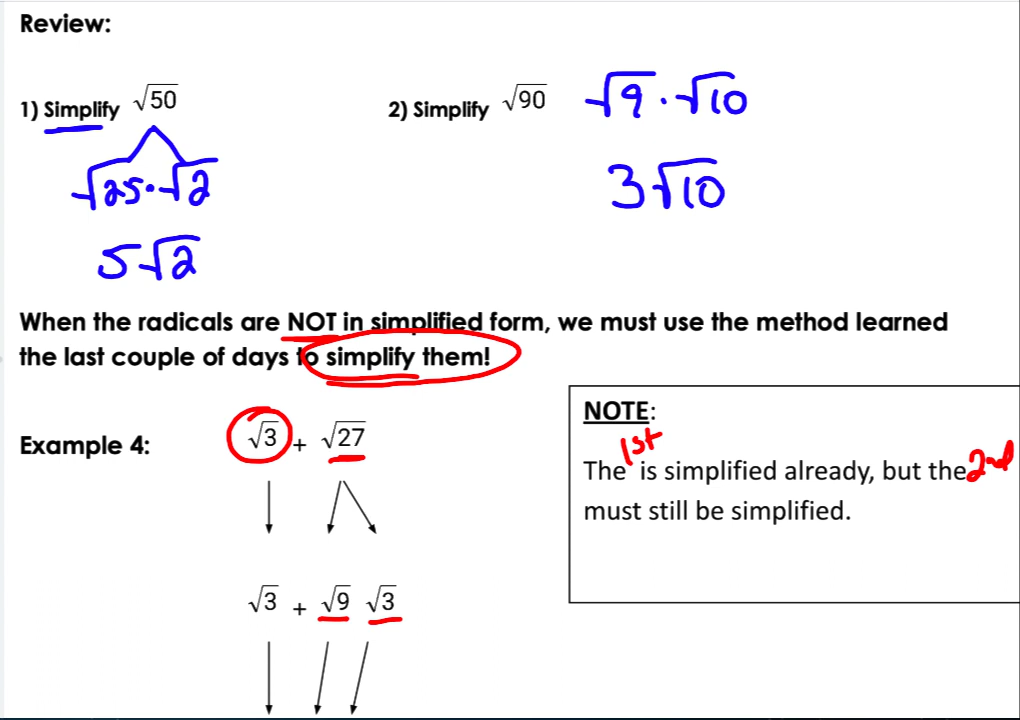 Review:
1) Simplify √50
2) Simplify √90 √9 · √10
√25 · √2
3√10
5√2
When the radicals are NOT in simplified form, we must use the method learned
the last couple of days to simplify them!
Example 4: √3 + √27
NOTE:
The 1st is simplified already, but the 2nd
must still be simplified.
√3 + √9 √3